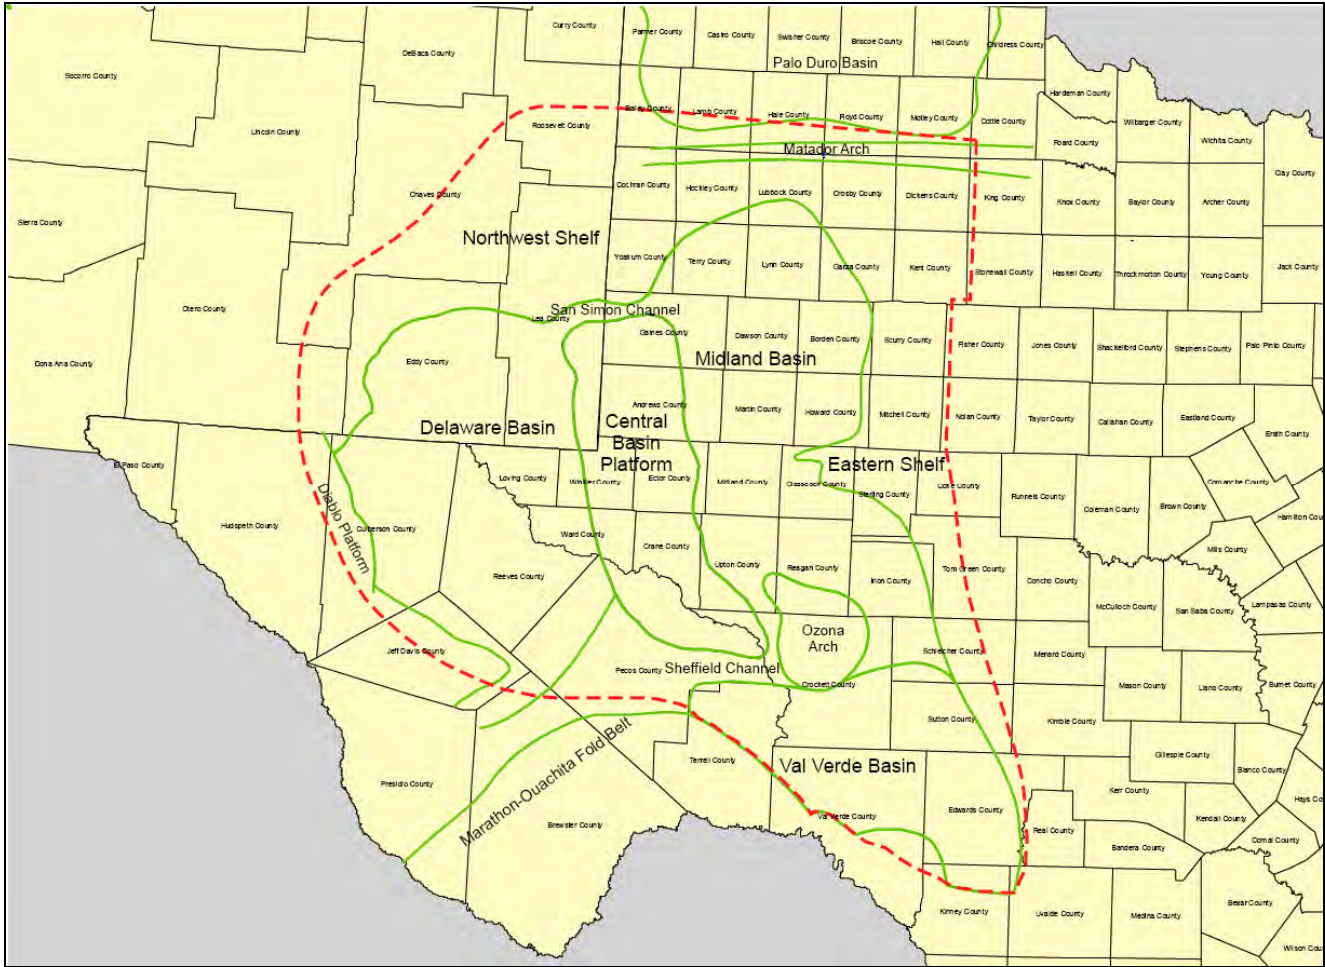 Curry County
Parmer County
Castro County
Swisher County
Briscoe County
Hall County
Childress County
DeBaca County
Palo Duro Basin
Socorro County
Hardeman County
Bailey County
Lamb County
Hale County
Floyd County
Motley County
Cottle County
Wilbarger County
Roosevelt County
Lincoln County
Foard County
Wichita County
Matador Arch
Clay County
Chaves County
Cochran County
Hockley County
Lubbock County
Crosby County
Dickens County
King County
Knox County
Baylor County
Archer County
Sierra County
Northwest Shelf
Yoakum County
Terry County
Lynn County
Garza County
Kent County
Stonewall County
Haskell County
Throckmorton County
Young County
Jack County
Otero County
San Simon Channel
Lea County
Gaines County
Dawson County
Borden County
Scurry County
Fisher County
Jones County
Shackelford County
Stephens County
Palo Pinto County
Midland Basin
Dona Ana County
Eddy County
Andrews County
Martin County
Howard County
Mitchell County
Nolan County
Taylor County
Callahan County
Eastland County
Erath County
Delaware Basin
Central
Basin
Platform
Eastern Shelf
El Paso County
Loving County
Winkler County
Ector County
Midland County
Glasscock County
Sterling County
Coke County
Runnels County
Coleman County
Brown County
Comanche County
Hamilton Cou
Diablo Platform
Hudspeth County
Culberson County
Ward County
Crane County
Upton County
Reagan County
Irion County
Tom Green County
Concho County
Mills County
Reeves County
McCulloch County
San Saba County
Lampasas County
Ozona
Arch
Jeff Davis County
Pecos County
Sheffield Channel
Crockett County
Schleicher County
Menard County
Mason County
Llano County
Burnet County
Sutton County
Kimble County
Marathon-Ouachita Fold Belt
Terrell County
Val Verde Basin
Gillespie County
Blanco County
Presidio County
Brewster County
Val Verde County
Edwards County
Kerr County
Hays Co
Real County
Kendall County
Bandera County
Comal County
Kinney County
Uvalde County
Medina County
Bexar County
Wilson Cou